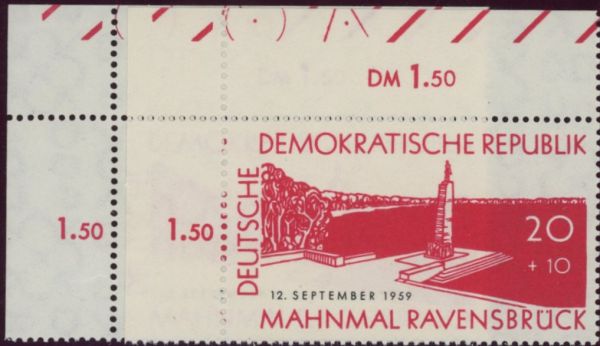 DM 1.50
DEMOKRATISCHE REPUBLIK
DEUTSCHE
1.50
1.50
20
+ 10
12. SEPTEMBER 1959
MAHNMAL RAVENSBRÜCK